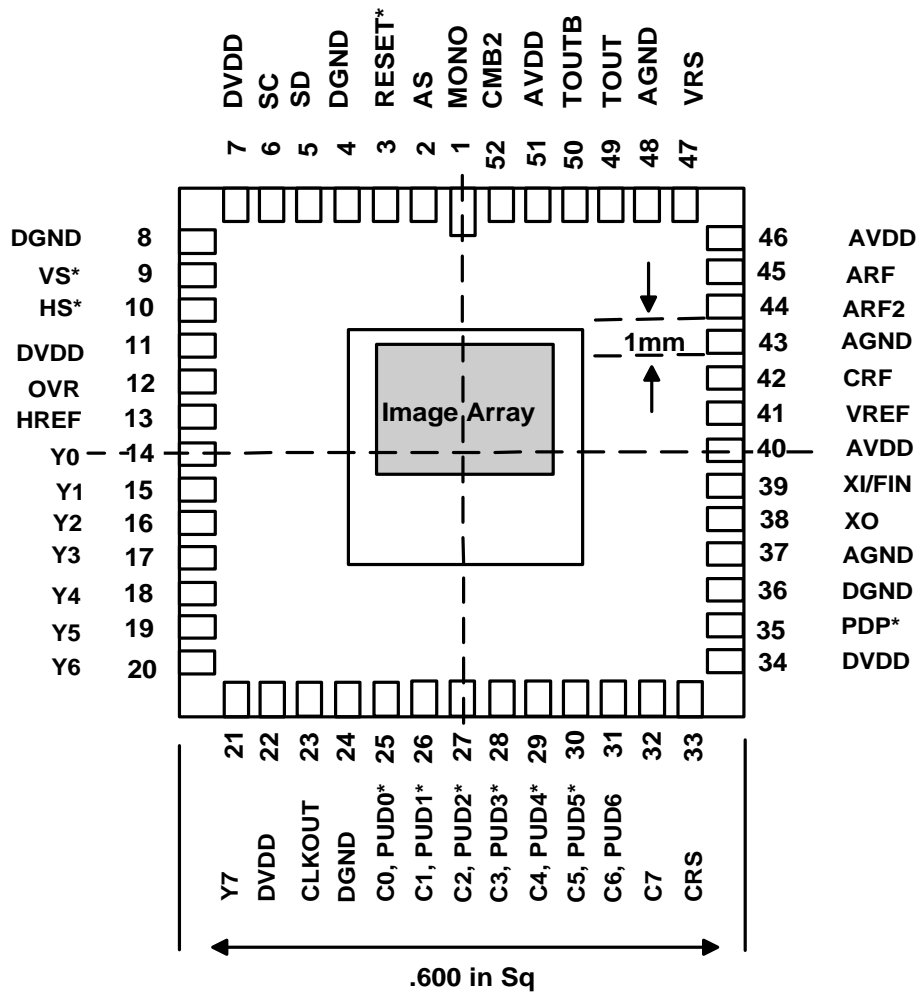 DVDD
SC
SD
DGND
RESET*
AS
MONO
CMB2
AVDD
TOUTB
TOUT
AGND
VRS
7
6
5
4
3
2
1
52
51
50
49
48
47
DGND 8
VS* 9
HS* 10
DVDD 11
OVR 12
HREF 13
Y0 14
Y1 15
Y2 16
Y3 17
Y4 18
Y5 19
Y6 20
46 AVDD
45 ARF
44 ARF2
43 AGND
42 CRF
41 VREF
40 AVDD
39 XI/FIN
38 XO
37 AGND
36 DGND
35 PDP*
34 DVDD
1mm
Image Array
21
22
23
24
25
26
27
28
29
30
31
32
33
Y7
DVDD
CLKOUT
DGND
C0, PUD0*
C1, PUD1*
C2, PUD2*
C3, PUD3*
C4, PUD4*
C5, PUD5*
C6, PUD6
C7
CRS
.600 in Sq